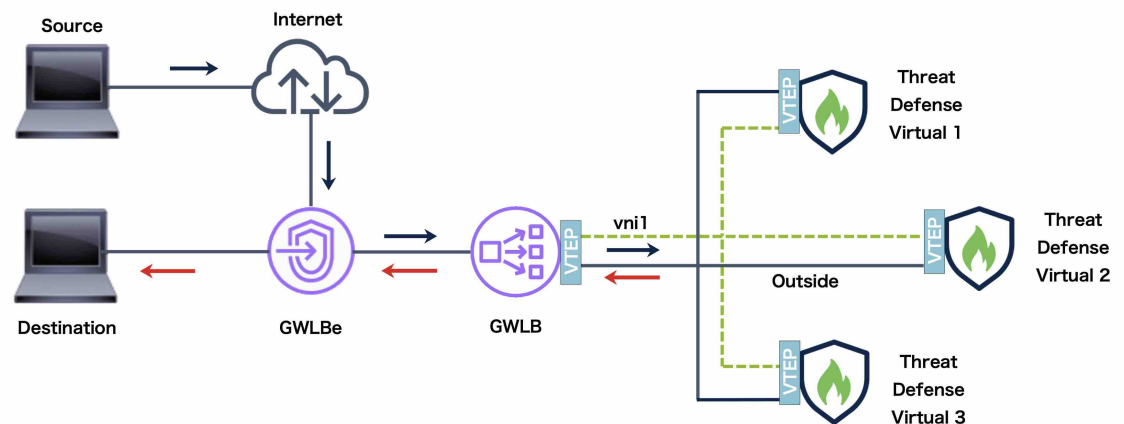 Source
Internet
VTEP
Threat
Defense
Virtual 1
vni1
VTEP
VTEP
Threat
Defense
Virtual 2
Outside
Destination
GWLBe
GWLB
VTEP
Threat
Defense
Virtual 3